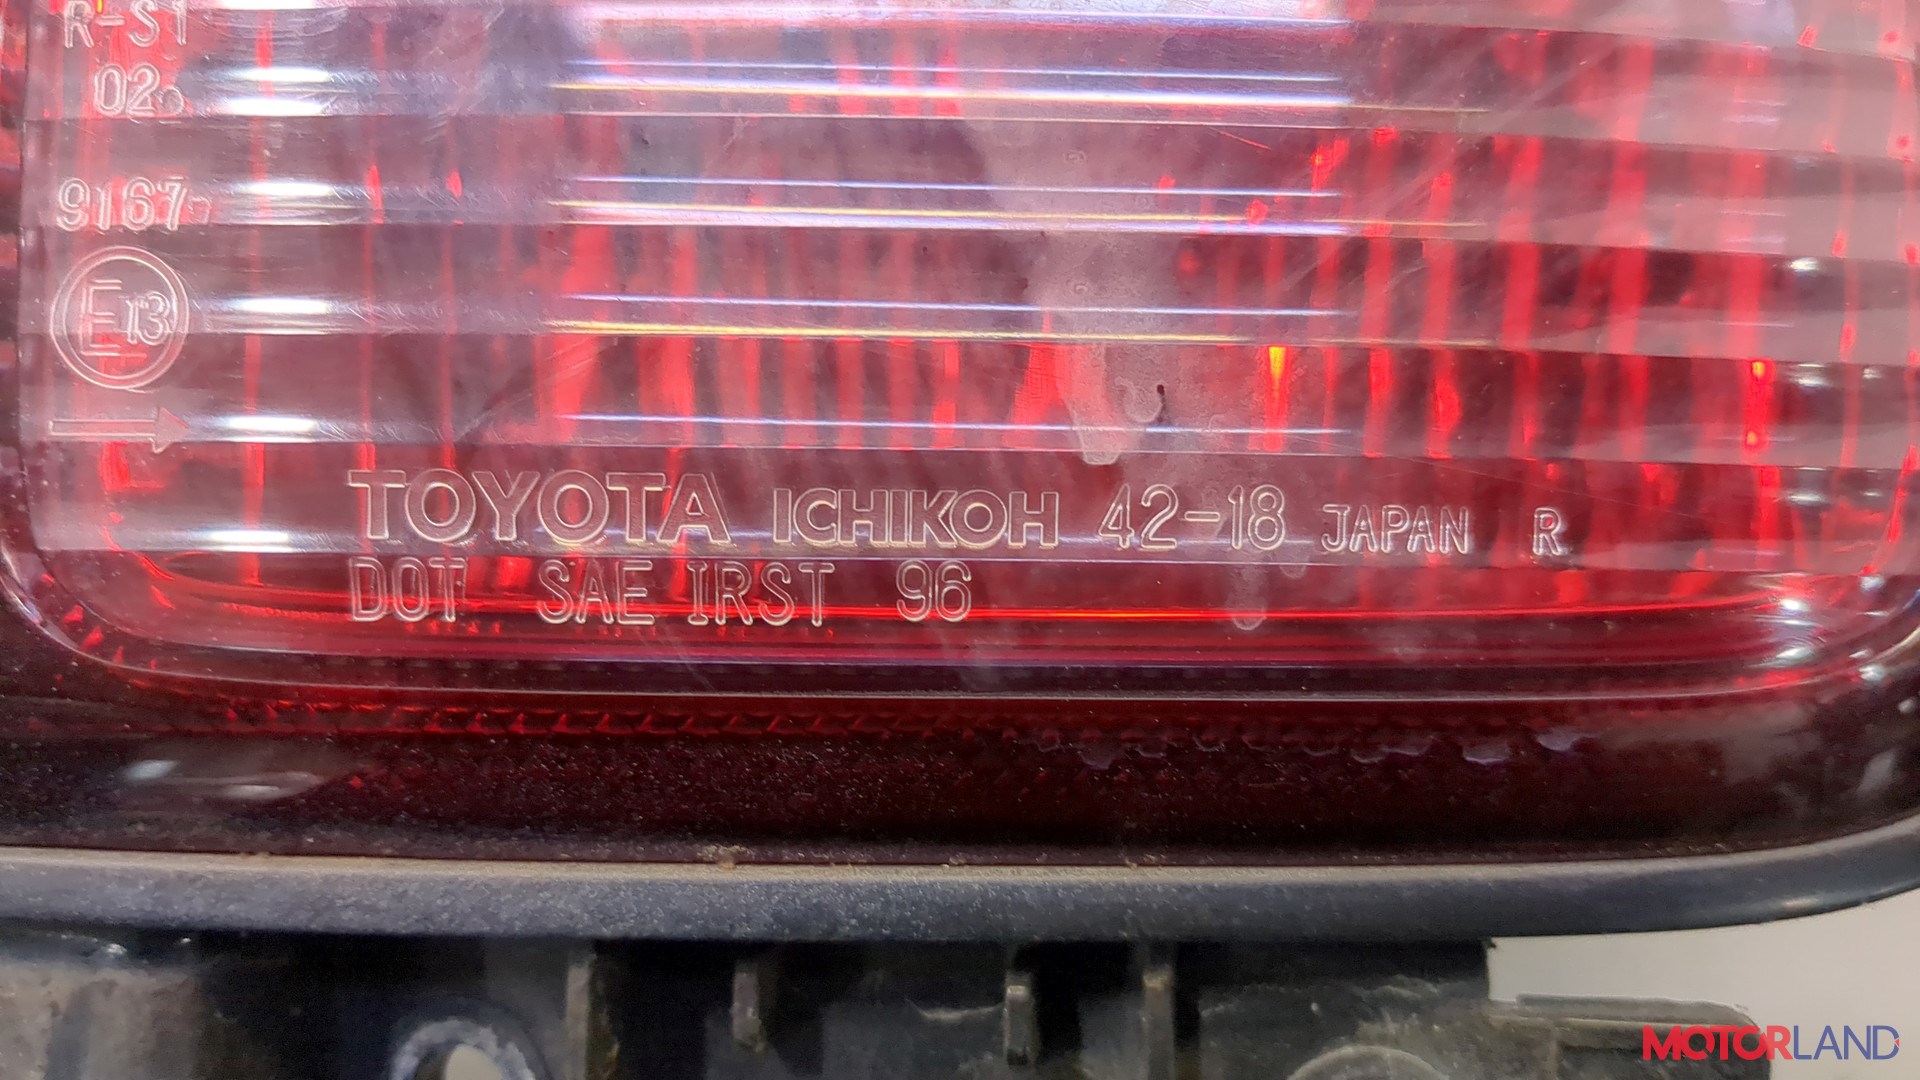 R-S1
02
9167
E13
→
TOYOTA ICHIKOH 42-18 JAPAN R
DOT SAE IRST 96
MOTORLAND